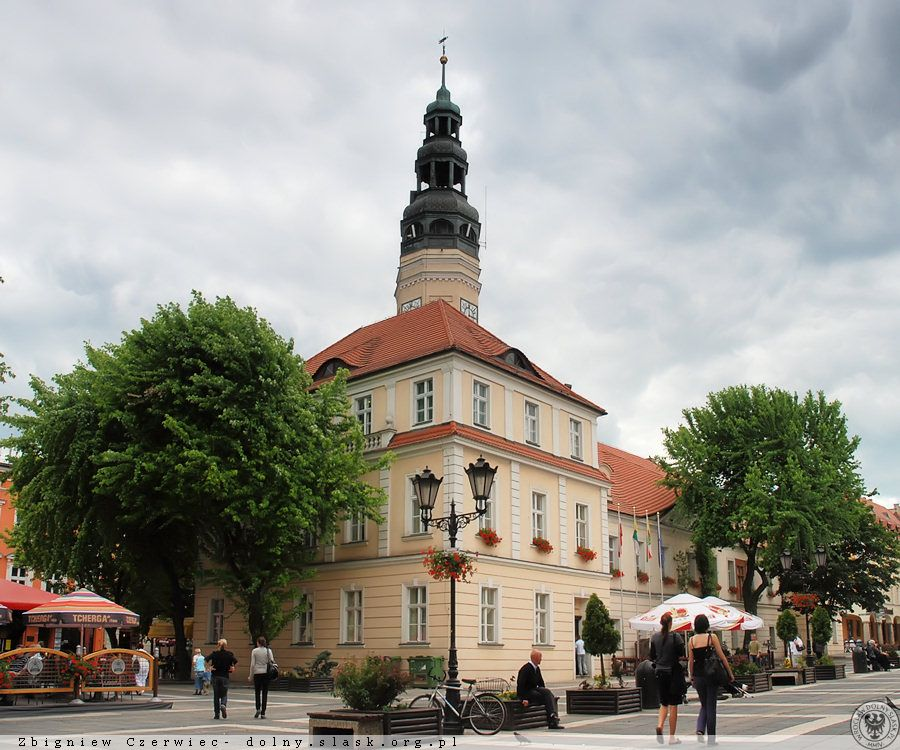 TCHERGA
TCHERGA
Zbigniew Czerwiec- dolny.slask.org.pl